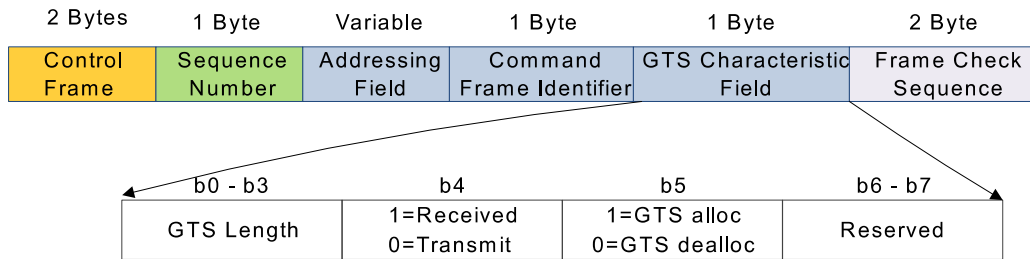 2 Bytes 1 Byte Variable 1 Byte 1 Byte 2 Byte
Control Sequence Addressing Command GTS Characteristic Frame Check
Frame Number Field Frame Identifier Field Sequence
b0 - b3 b4 b5 b6 - b7
GTS Length 1=Received 1=GTS alloc Reserved
0=Transmit 0=GTS dealloc